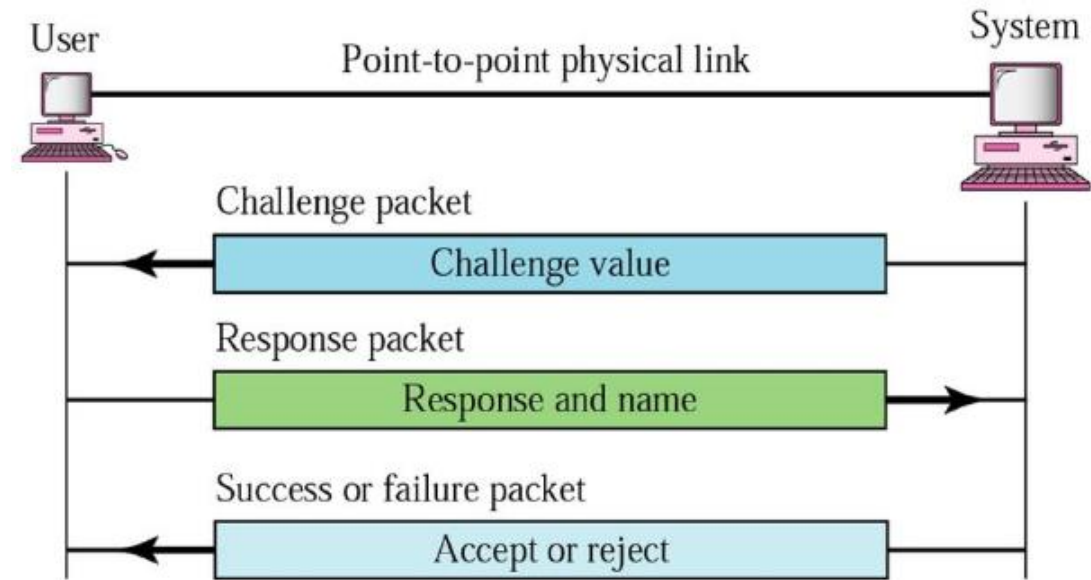 User
System
Point-to-point physical link
Challenge packet
Challenge value
Response packet
Response and name
Success or failure packet
Accept or reject